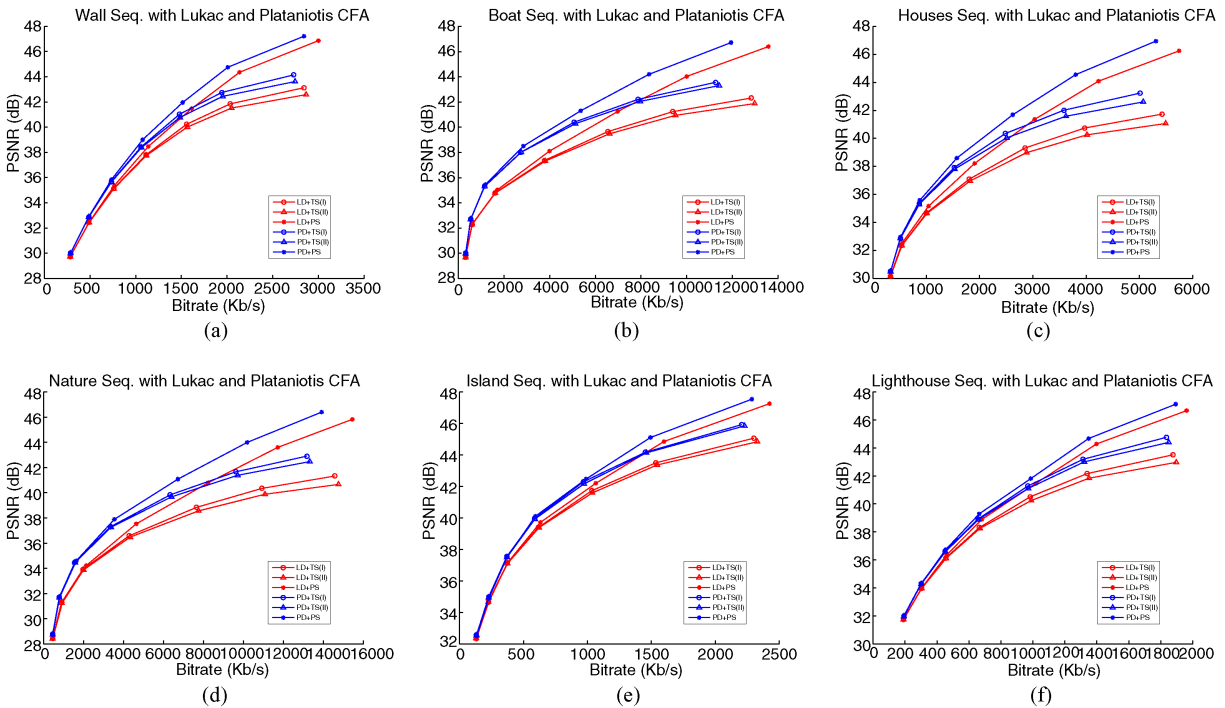 Wall Seq. with Lukac and Plataniotis CFA
48
46
44
42
40
38
36
34
32
30
28
PSNR (dB)
LD+TS(I)
LD+TS(II)
LD+PS
PD+TS(I)
PD+TS(II)
PD+PS
0 500 1000 1500 2000 2500 3000 3500
Bitrate (Kb/s)
(a)
Boat Seq. with Lukac and Plataniotis CFA
48
46
44
42
40
38
36
34
32
30
28
PSNR (dB)
LD+TS(I)
LD+TS(II)
LD+PS
PD+TS(I)
PD+TS(II)
PD+PS
0 2000 4000 6000 8000 10000 12000 14000
Bitrate (Kb/s)
(b)
Houses Seq. with Lukac and Plataniotis CFA
48
46
44
42
40
38
36
34
32
30
PSNR (dB)
LD+TS(I)
LD+TS(II)
LD+PS
PD+TS(I)
PD+TS(II)
PD+PS
0 1000 2000 3000 4000 5000 6000
Bitrate (Kb/s)
(c)
Nature Seq. with Lukac and Plataniotis CFA
48
46
44
42
40
38
36
34
32
30
28
PSNR (dB)
LD+TS(I)
LD+TS(II)
LD+PS
PD+TS(I)
PD+TS(II)
PD+PS
0 2000 4000 6000 8000 10000 12000 14000 16000
Bitrate (Kb/s)
(d)
Island Seq. with Lukac and Plataniotis CFA
48
46
44
42
40
38
36
34
32
PSNR (dB)
LD+TS(I)
LD+TS(II)
LD+PS
PD+TS(I)
PD+TS(II)
PD+PS
0 500 1000 1500 2000 2500
Bitrate (Kb/s)
(e)
Lighthouse Seq. with Lukac and Plataniotis CFA
48
46
44
42
40
38
36
34
32
30
PSNR (dB)
LD+TS(I)
LD+TS(II)
LD+PS
PD+TS(I)
PD+TS(II)
PD+PS
0 200 400 600 800 1000 1200 1400 1600 1800 2000
Bitrate (Kb/s)
(f)